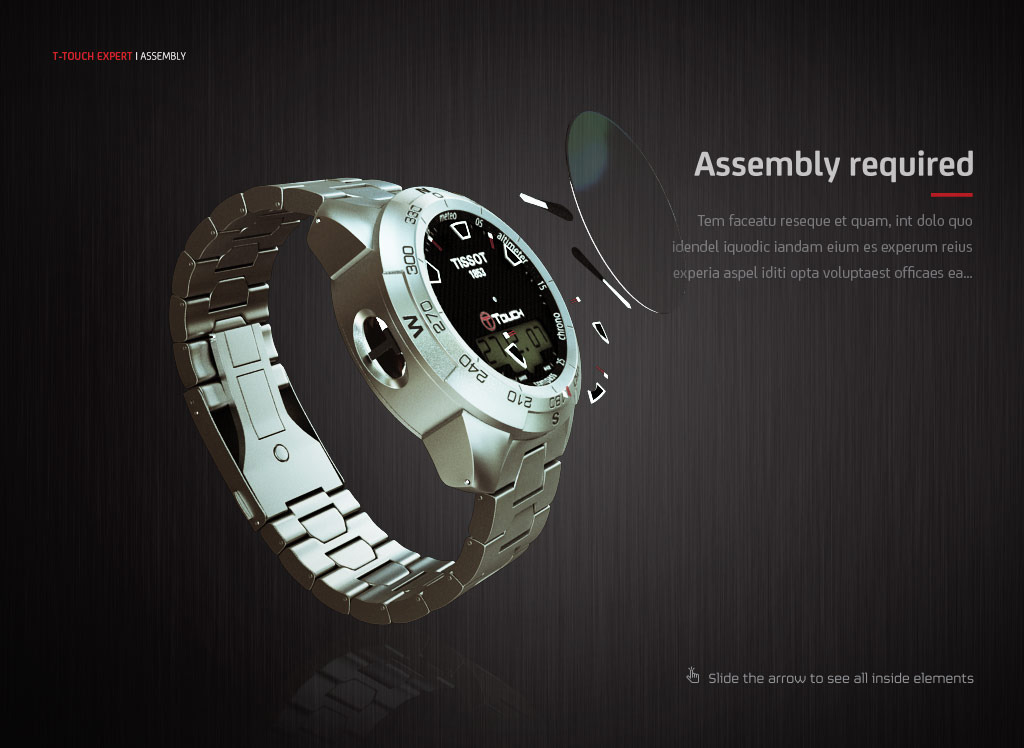 T-TOUCH EXPERT | ASSEMBLY
Assembly required
Tem faceatu reseque et quam, int dolo quo
idendel iquodic iandam eium es experum reius
experia aspel iditi opta voluptaest officaes ea...
N
330
300
W
270
240
210
180
S
meteo
05
altimeter
15
chrono
25
TISSOT
1853
T-TOUCH
Slide the arrow to see all inside elements